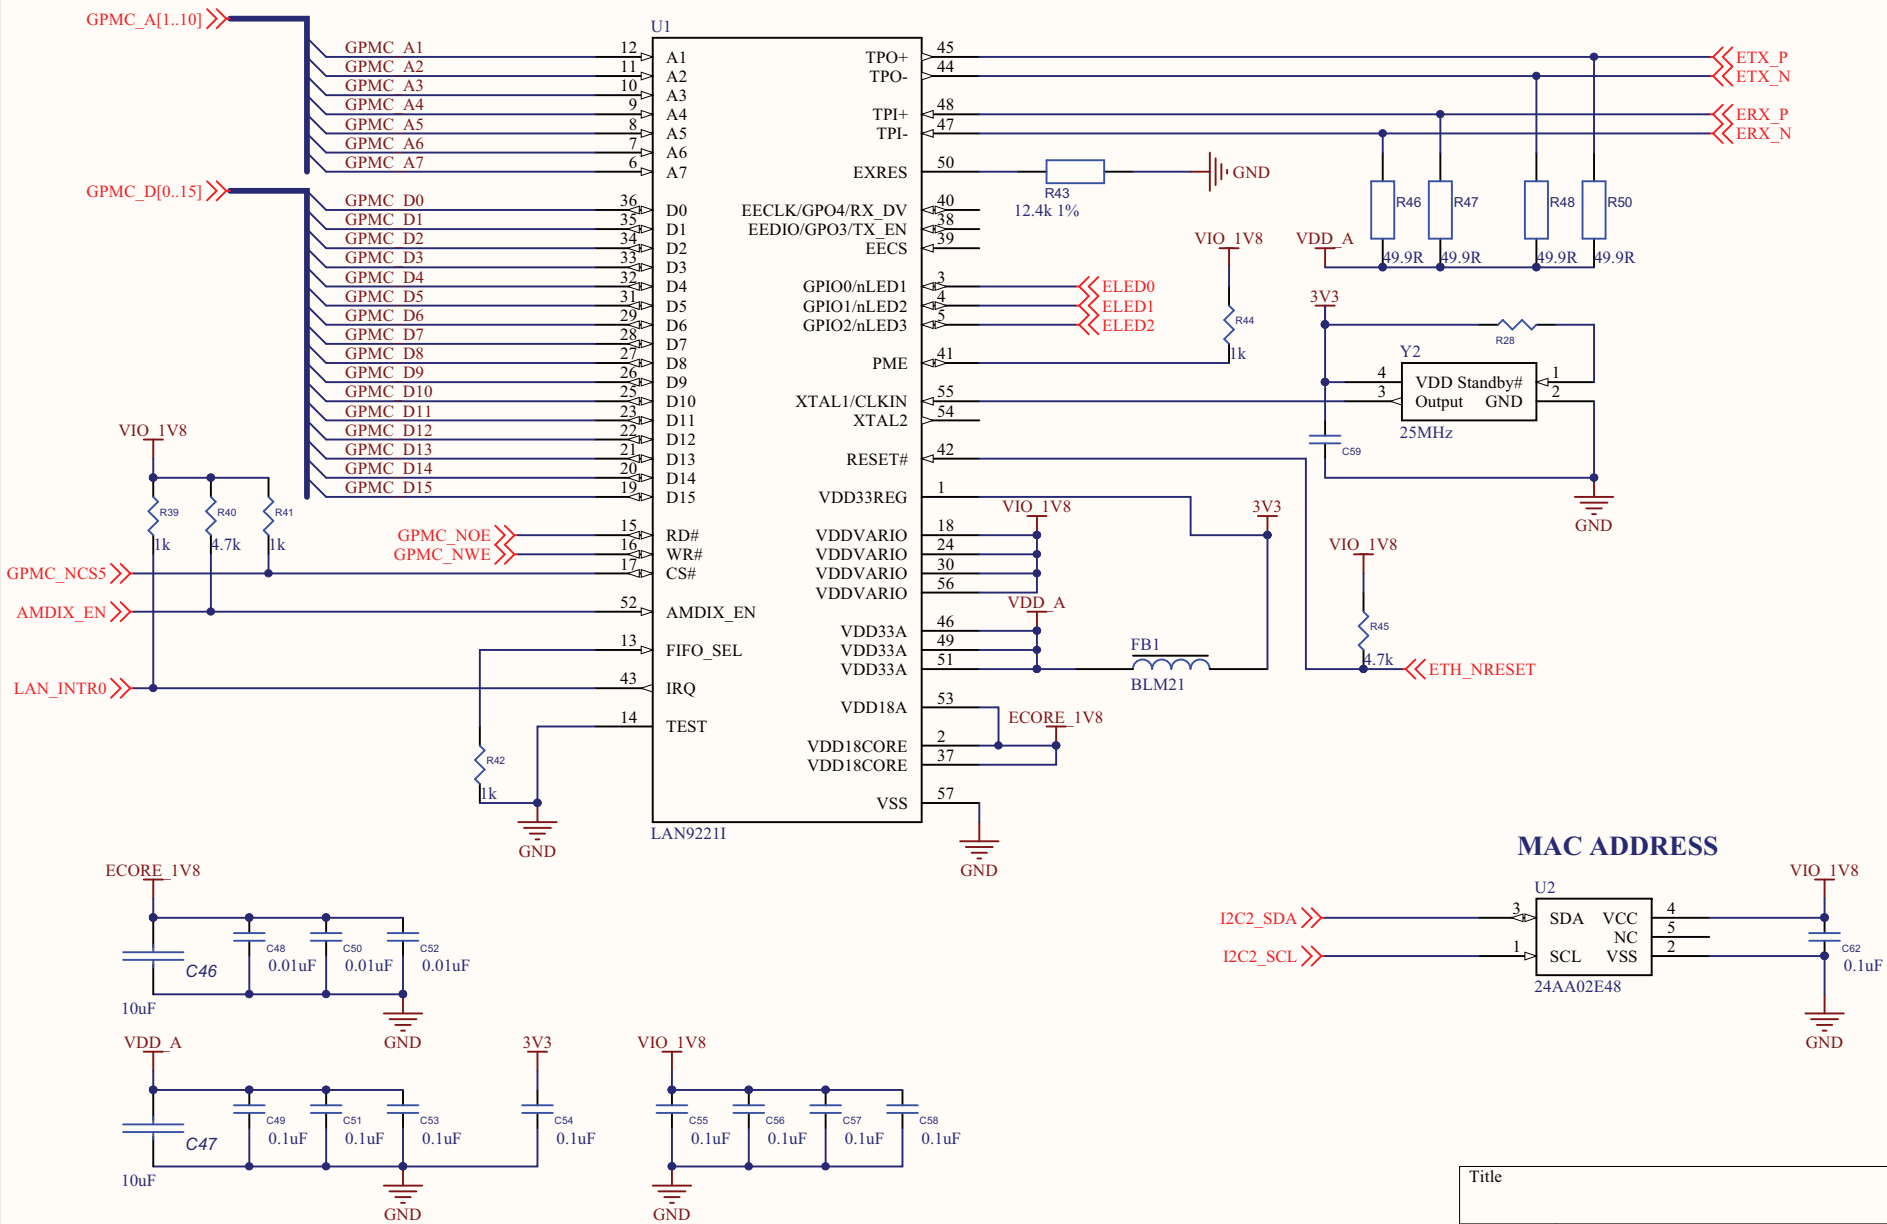 GPMC_A[1..10]
GPMC_A1
GPMC_A2
GPMC_A3
GPMC_A4
GPMC_A5
GPMC_A6
GPMC_A7
GPMC_D[0..15]
GPMC_D0
GPMC_D1
GPMC_D2
GPMC_D3
GPMC_D4
GPMC_D5
GPMC_D6
GPMC_D7
GPMC_D8
GPMC_D9
GPMC_D10
GPMC_D11
GPMC_D12
GPMC_D13
GPMC_D14
GPMC_D15
VIO_1V8
R39
1k
R40
4.7k
R41
1k
GPMC_NOE
GPMC_NWE
GPMC_NCS5
AMDIX_EN
LAN_INTR0
R42
1k
GND
U1
12 A1
11 A2
10 A3
9 A4
8 A5
7 A6
6 A7
36 D0
35 D1
34 D2
33 D3
32 D4
31 D5
29 D6
28 D7
27 D8
26 D9
25 D10
23 D11
22 D12
21 D13
20 D14
19 D15
15 RD#
16 WR#
17 CS#
52 AMDIX_EN
13 FIFO_SEL
43 IRQ
14 TEST
TPO+ 45
TPO- 44
TPI+ 48
TPI- 47
EXRES 50
EECLK/GPO4/RX_DV 40
EEDIO/GPO3/TX_EN 38
EECS 39
GPIO0/nLED1 3
GPIO1/nLED2 4
GPIO2/nLED3 5
PME 41
XTAL1/CLKIN 55
XTAL2 54
RESET# 42
VDD33REG 1
VDDVARIO 18
VDDVARIO 24
VDDVARIO 30
VDDVARIO 56
VDD33A 46
VDD33A 49
VDD33A 51
VDD18A 53
VDD18CORE 2
VDD18CORE 37
VSS 57
LAN9221I
GND
ETX_P
ETX_N
ERX_P
ERX_N
R43
12.4k 1%
GND
R46
49.9R
R47
49.9R
R48
49.9R
R50
49.9R
VDD_A
ELED0
ELED1
ELED2
VIO_1V8
R44
1k
3V3
R28
Y2
4 VDD Standby# 1
3 Output GND 2
25MHz
C59
GND
VIO_1V8
3V3
VDD_A
FB1
BLM21
VIO_1V8
R45
4.7k
ETH_NRESET
ECORE_1V8
MAC ADDRESS
U2
I2C2_SDA
I2C2_SCL
3 SDA VCC 4
NC 5
1 SCL VSS 2
24AA02E48
VIO_1V8
C62
0.1uF
GND
ECORE_1V8
C46
10uF
C48
0.01uF
C50
0.01uF
C52
0.01uF
GND
VDD_A
C47
10uF
C49
0.1uF
C51
0.1uF
C53
0.1uF
GND
3V3
C54
0.1uF
VIO_1V8
C55
0.1uF
C56
0.1uF
C57
0.1uF
C58
0.1uF
GND
Title